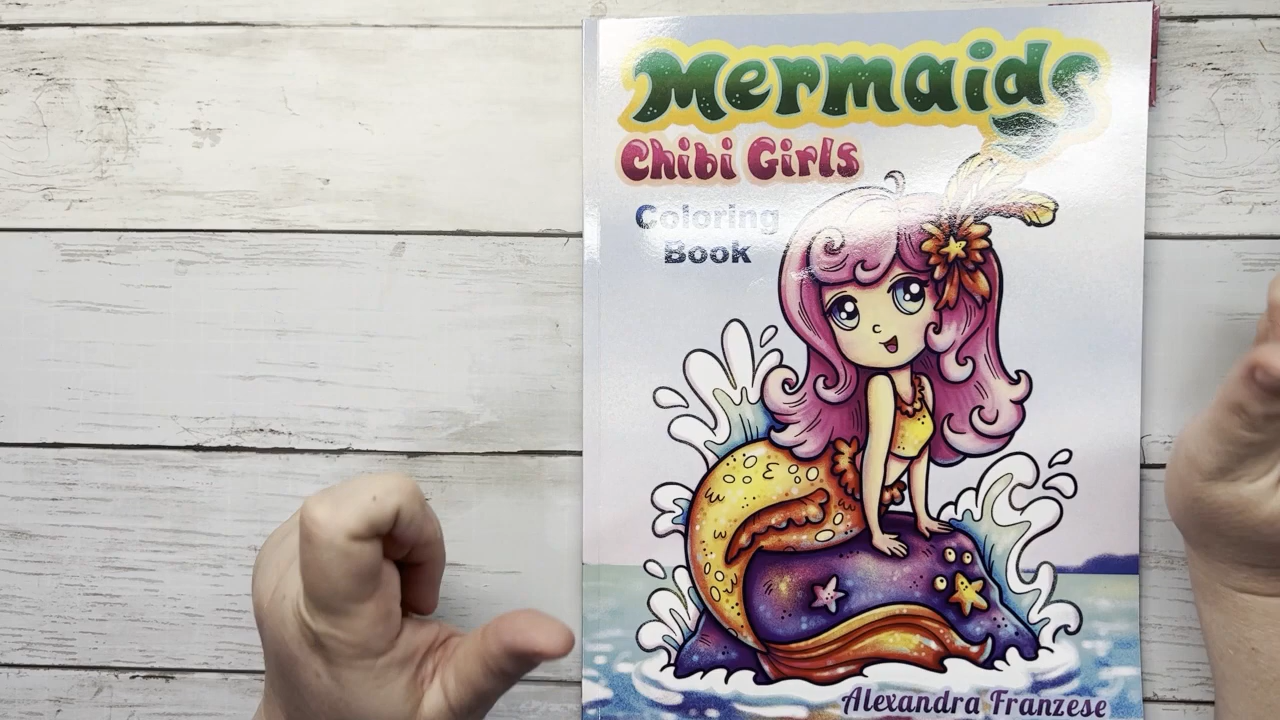 Mermaids
Chibi Girls
Coloring
Book
Alexandra Franzese